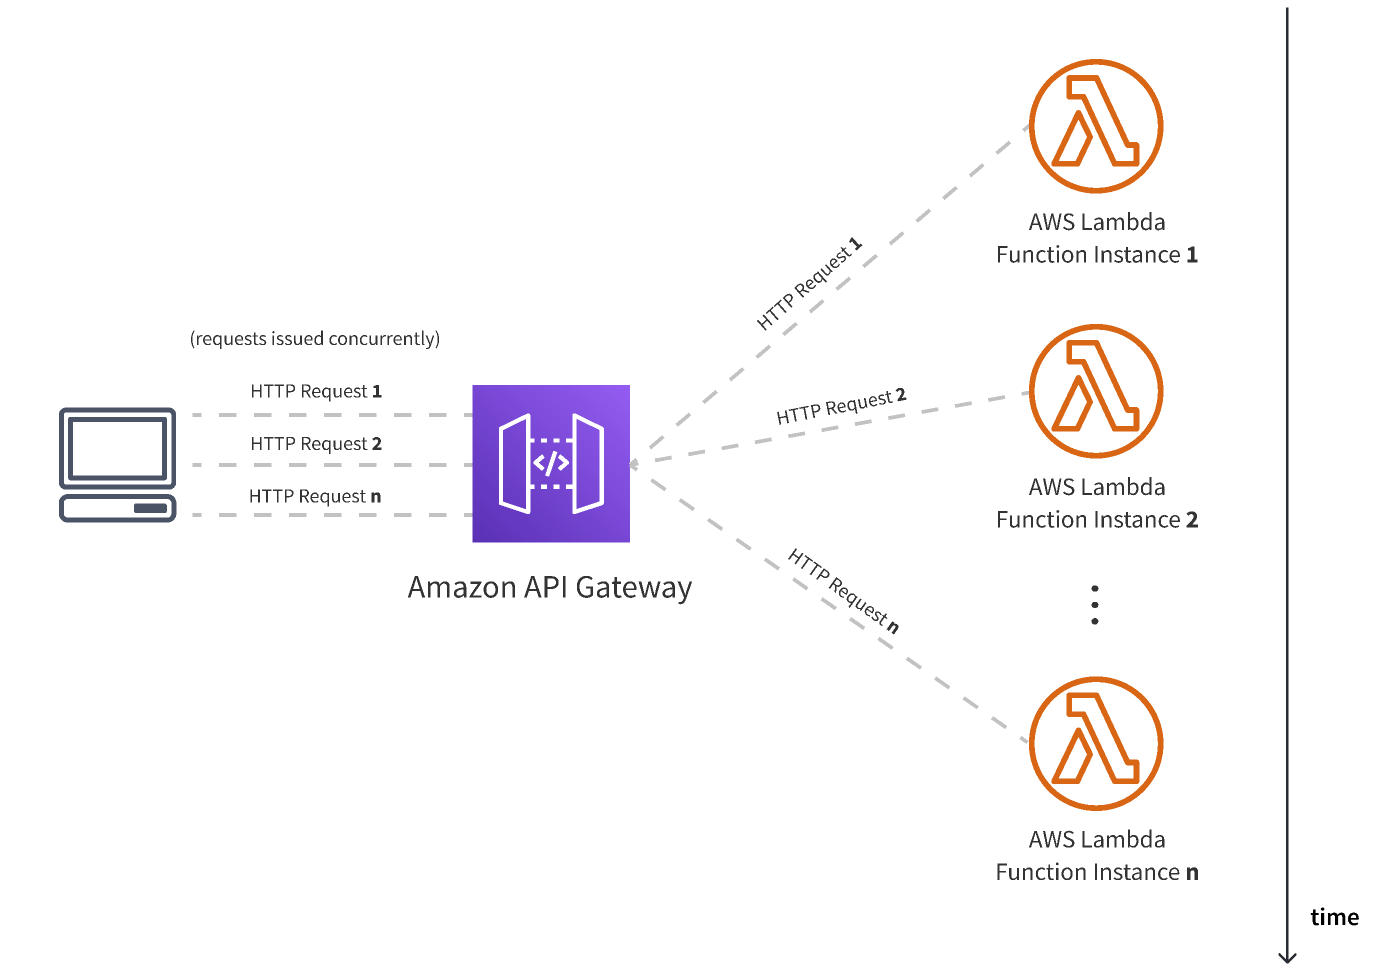 (requests issued concurrently)
HTTP Request 1
HTTP Request 2
HTTP Request n
Amazon API Gateway
HTTP Request 1
HTTP Request 2
HTTP Request n
AWS Lambda
Function Instance 1
AWS Lambda
Function Instance 2
AWS Lambda
Function Instance n
time